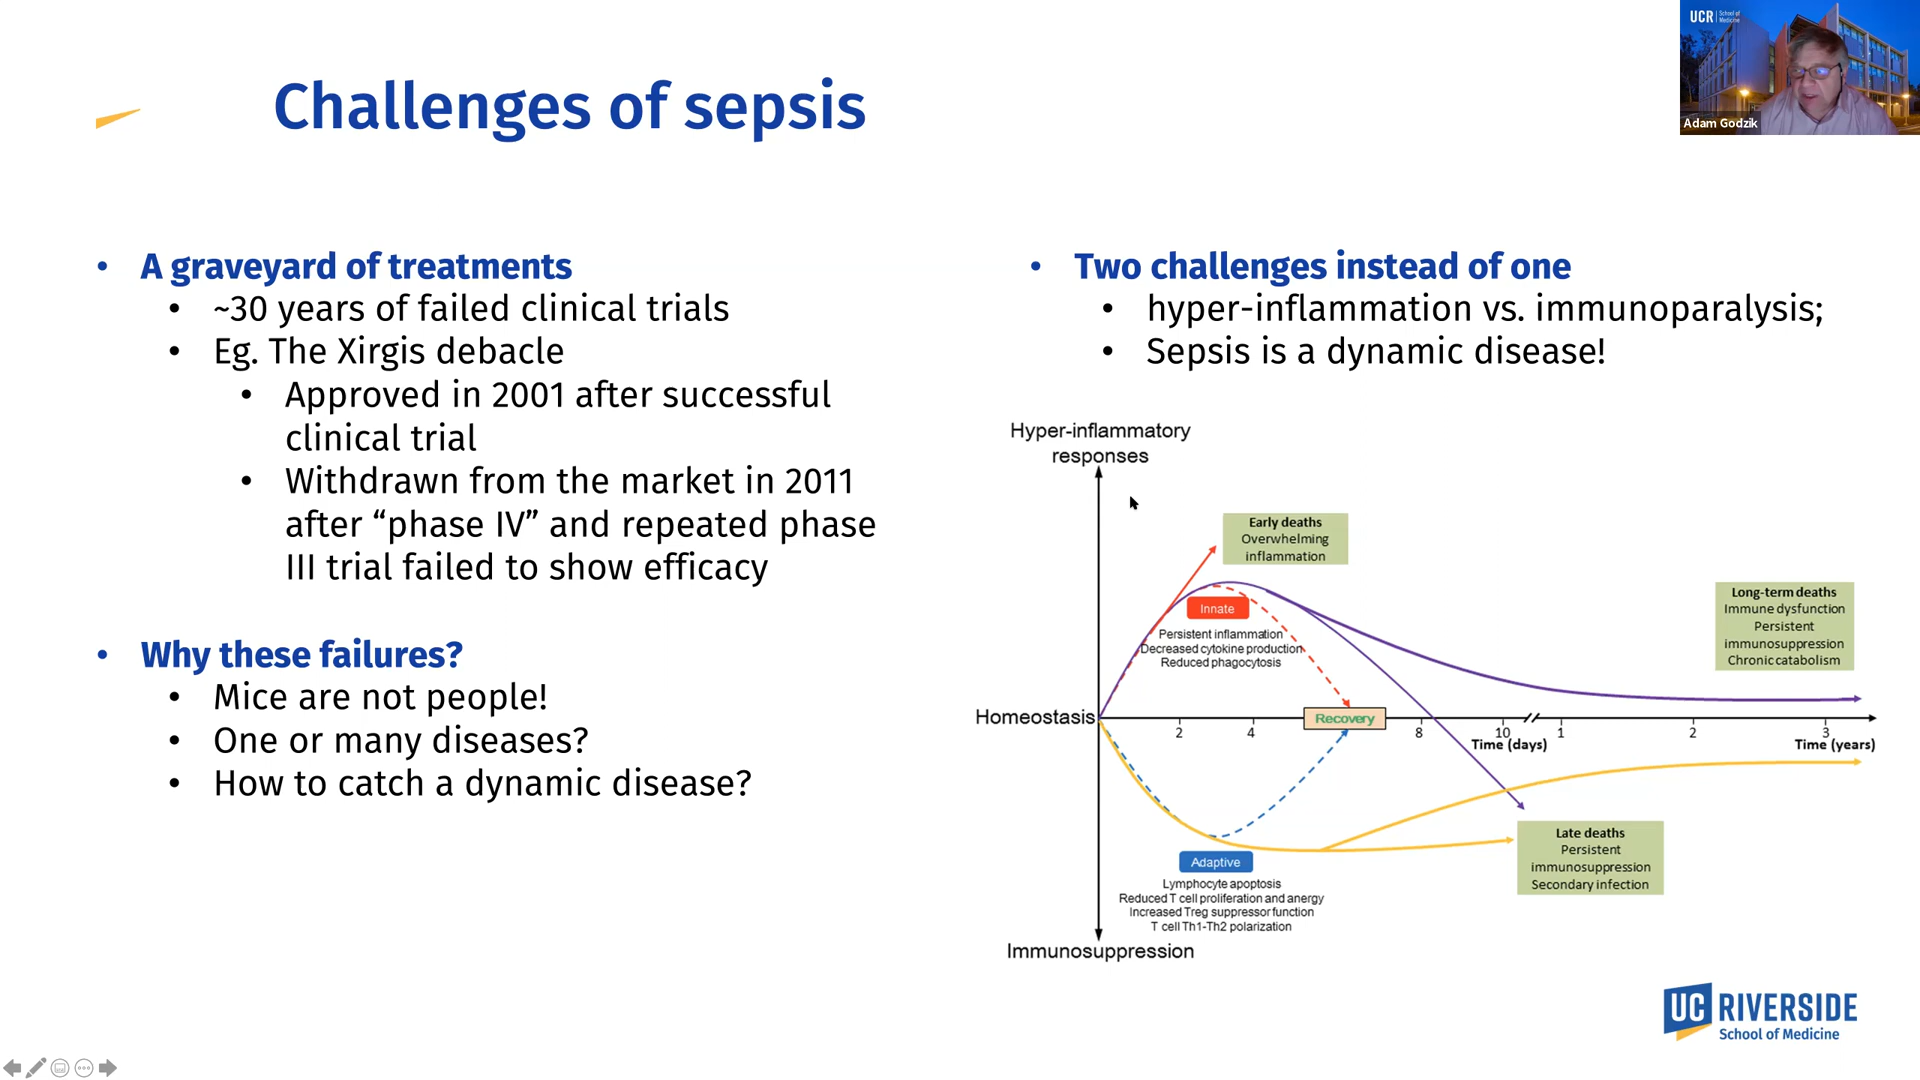 UCR School of Medicine
Adam Godzik
Challenges of sepsis
• A graveyard of treatments
• ~30 years of failed clinical trials
• Eg. The Xirgis debacle
• Approved in 2001 after successful
clinical trial
• Withdrawn from the market in 2011
after “phase IV” and repeated phase
III trial failed to show efficacy
• Why these failures?
• Mice are not people!
• One or many diseases?
• How to catch a dynamic disease?
• Two challenges instead of one
• hyper-inflammation vs. immunoparalysis;
• Sepsis is a dynamic disease!
Hyper-inflammatory
responses
Early deaths
Overwhelming
inflammation
Innate
Persistent inflammation
Decreased cytokine production
Reduced phagocytosis
Long-term deaths
Immune dysfunction
Persistent
immunosuppression
Chronic catabolism
Homeostasis
Recovery
2 4 8 10 1 2 3
Time (days) Time (years)
Late deaths
Persistent
immunosuppression
Secondary infection
Adaptive
Lymphocyte apoptosis
Reduced T cell proliferation and anergy
Increased Treg suppressor function
T cell Th1-Th2 polarization
Immunosuppression
UC RIVERSIDE
School of Medicine